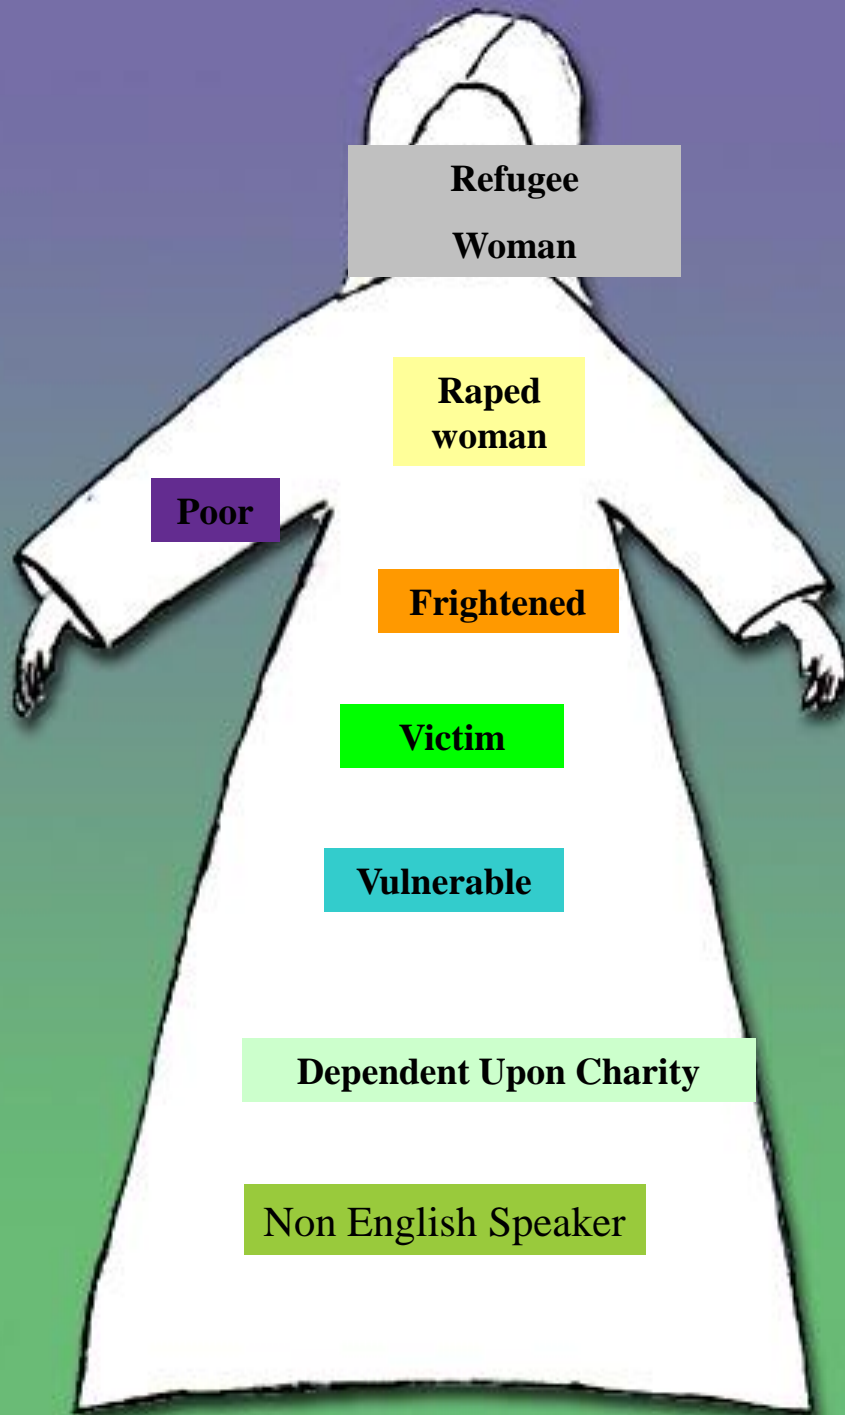 Refugee
Woman
Raped
woman
Poor
Frightened
Victim
Vulnerable
Dependent Upon Charity
Non English Speaker